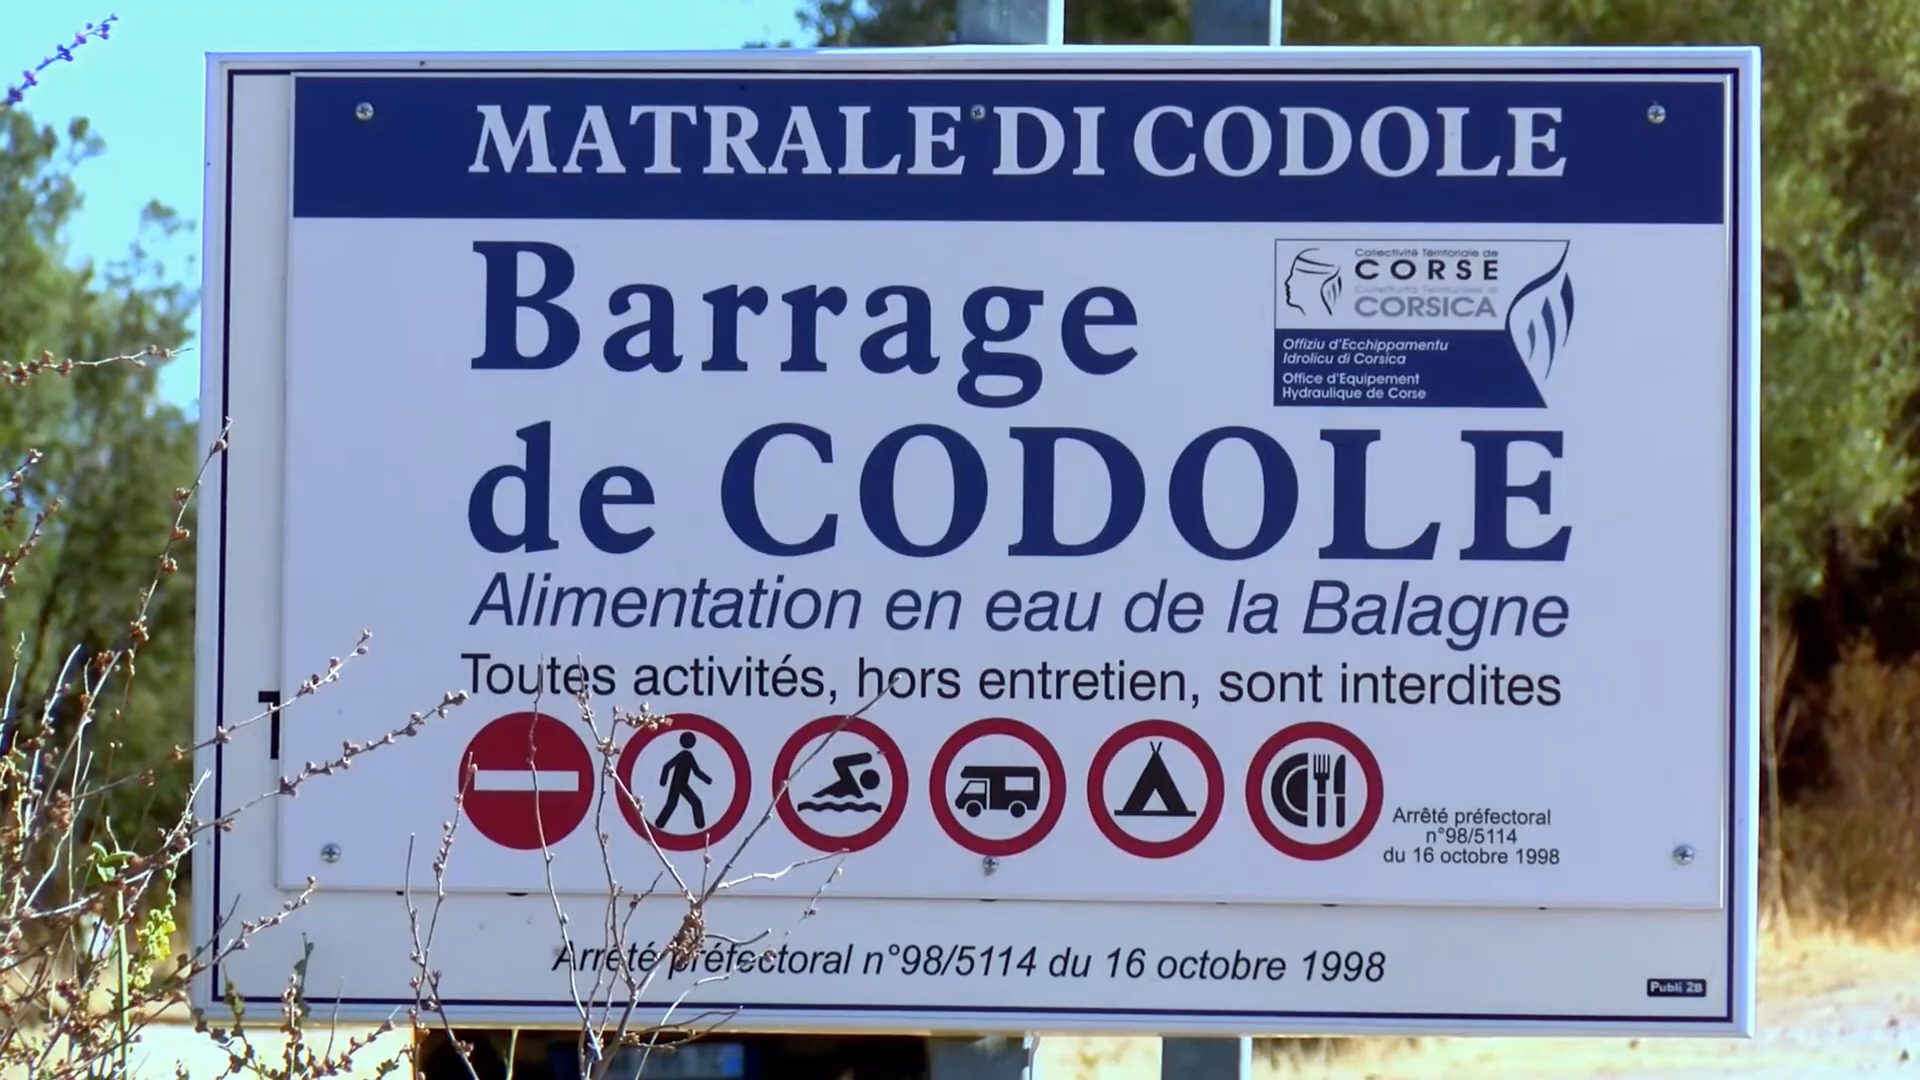 MATRALE DI CODOLE
Barrage
de CODOLE
Collectivité Territoriale de
CORSE
CORSICA
Offiziu d'Ecchippamentu
Idrolicu di Corsica
Office d'Equipement
Hydraulique de Corse
Alimentation en eau de la Balagne
Toutes activités, hors entretien, sont interdites
Arrêté préfectoral
n°98/5114
du 16 octobre 1998
Arrêté préfectoral n°98/5114 du 16 octobre 1998
Publi 2B